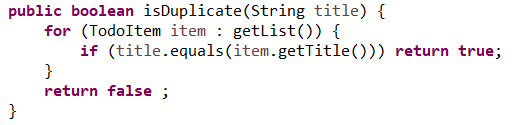 public boolean isDuplicate(String title) {
    for (TodoItem item : getList()) {
        if (title.equals(item.getTitle())) return true;
    }
    return false ;
}